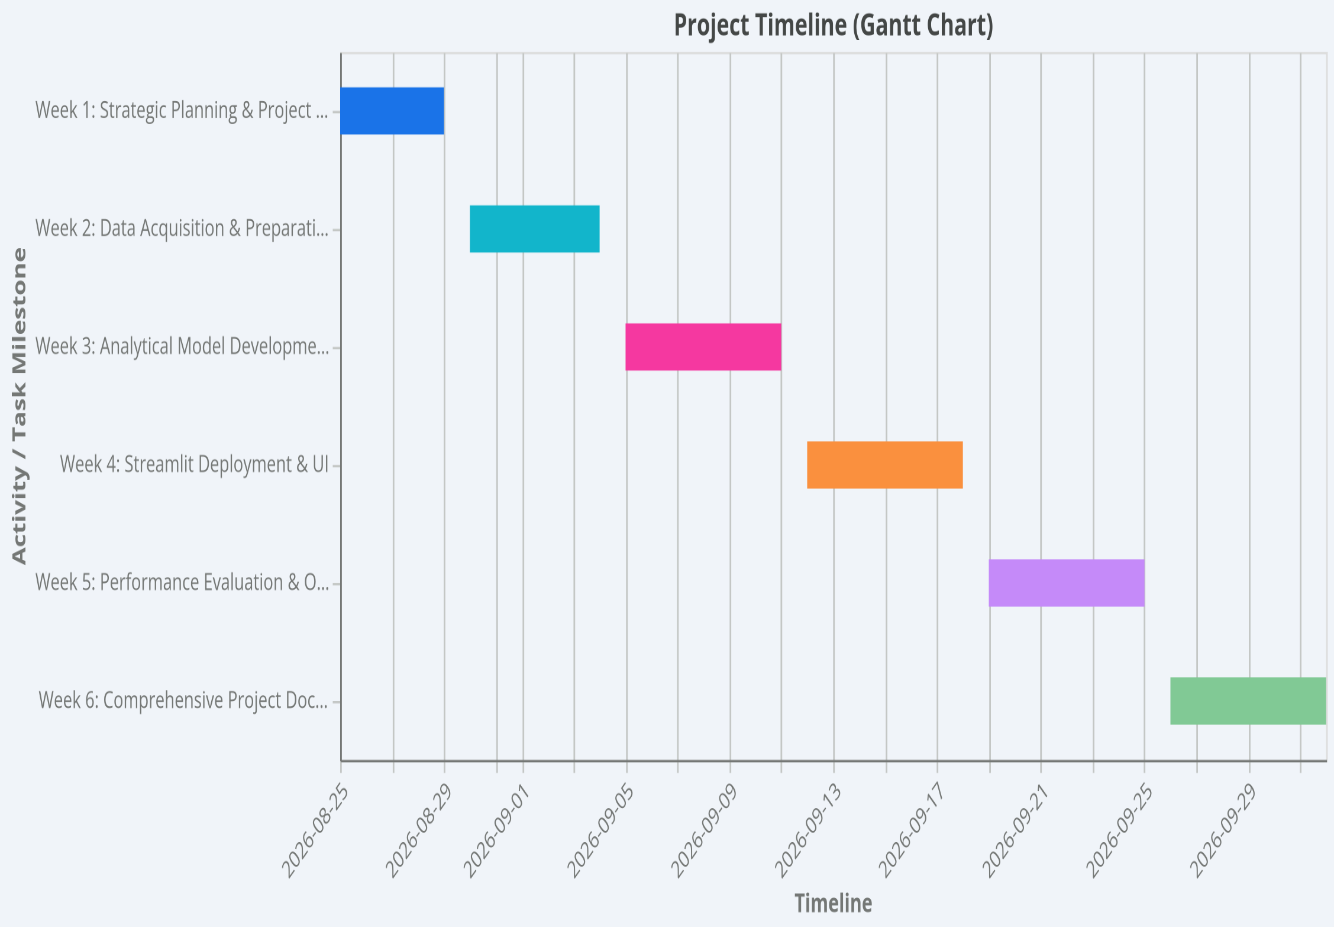 Project Timeline (Gantt Chart)
Activity / Task Milestone
Week 1: Strategic Planning & Project ...
Week 2: Data Acquisition & Preparati...
Week 3: Analytical Model Developme...
Week 4: Streamlit Deployment & UI
Week 5: Performance Evaluation & O...
Week 6: Comprehensive Project Doc...
2026-08-25
2026-08-29
2026-09-01
2026-09-05
2026-09-09
2026-09-13
2026-09-17
2026-09-21
2026-09-25
2026-09-29
Timeline